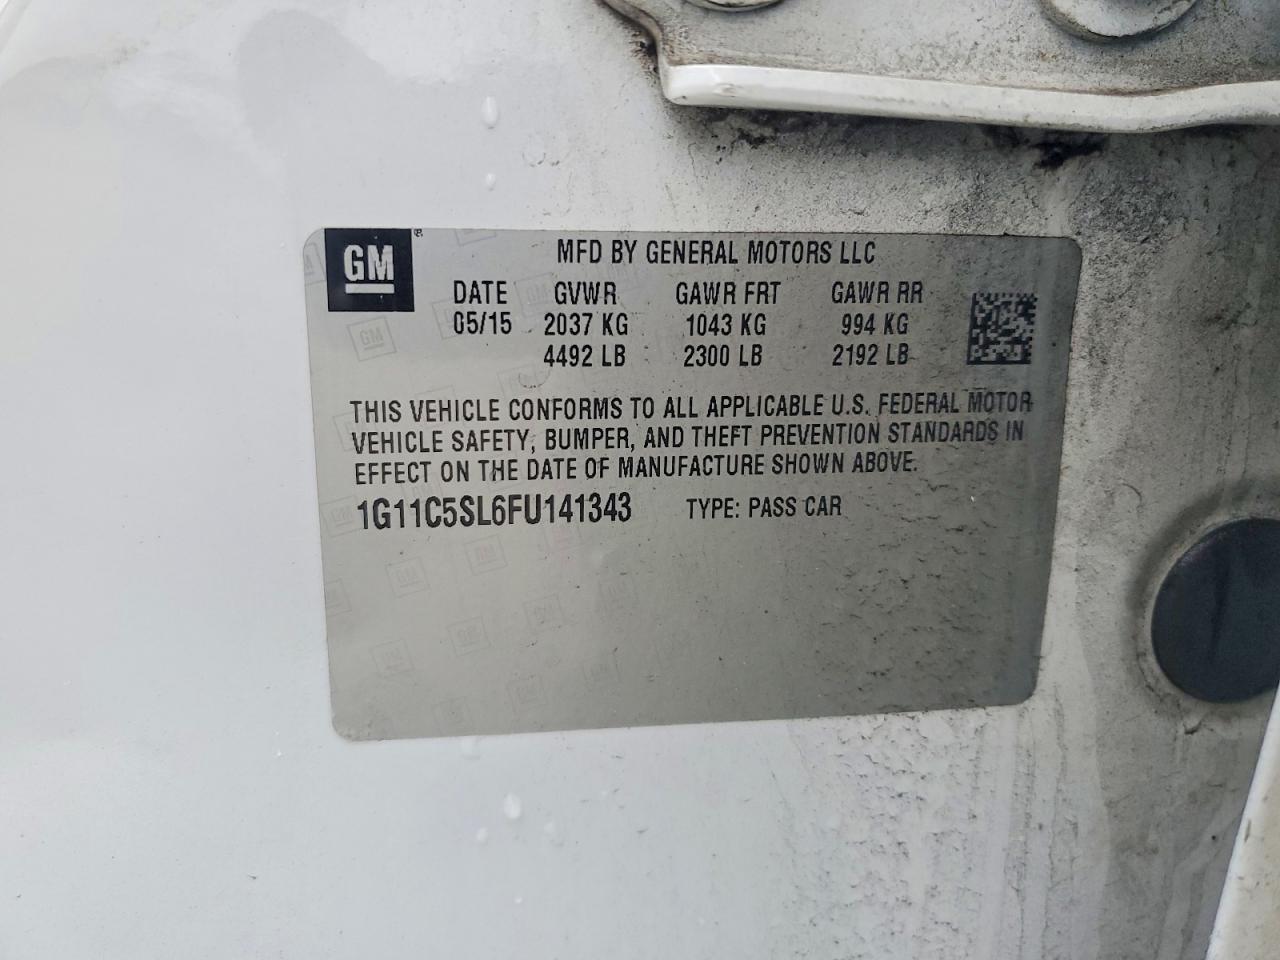 GM
MFD BY GENERAL MOTORS LLC
DATE GVWR GAWR FRT GAWR RR
05/15 2037 KG 1043 KG 994 KG
4492 LB 2300 LB 2192 LB
THIS VEHICLE CONFORMS TO ALL APPLICABLE U.S. FEDERAL MOTOR
VEHICLE SAFETY, BUMPER, AND THEFT PREVENTION STANDARDS IN
EFFECT ON THE DATE OF MANUFACTURE SHOWN ABOVE.
1G11C5SL6FU141343 TYPE: PASS CAR